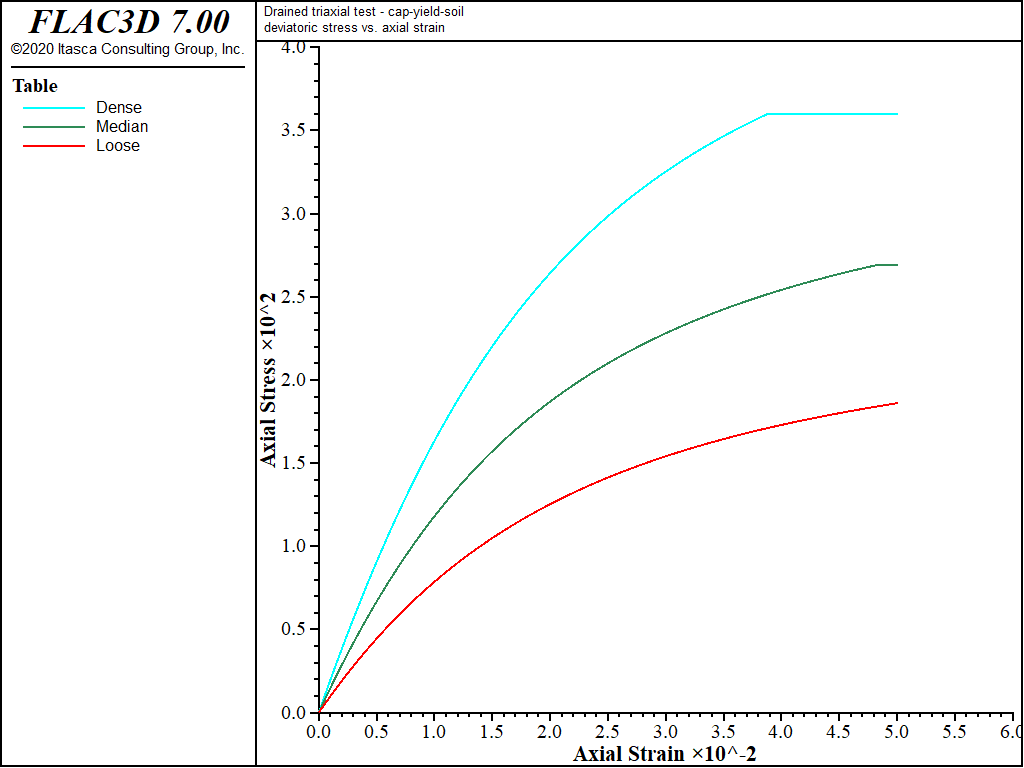 FLAC3D 7.00
©2020 Itasca Consulting Group, Inc.
Table
Dense
Median
Loose
Drained triaxial test - cap-yield-soil
deviatoric stress vs. axial strain
4.0
3.5
3.0
2.5
2.0
1.5
1.0
0.5
0.0
Axial Stress ×10^2
0.0 0.5 1.0 1.5 2.0 2.5 3.0 3.5 4.0 4.5 5.0 5.5 6.0
Axial Strain ×10^-2